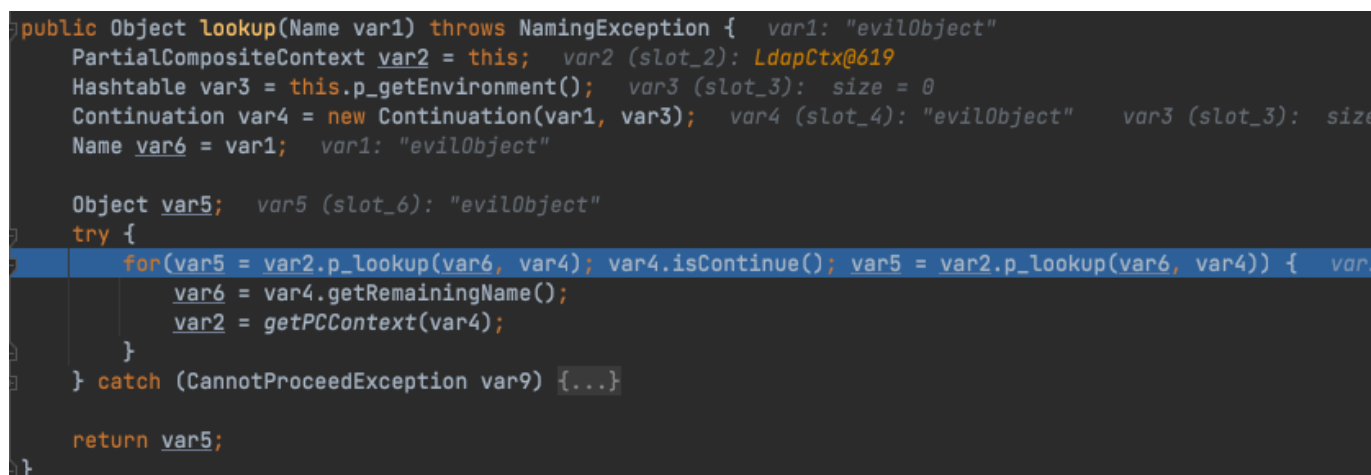 public Object lookup(Name var1) throws NamingException {   var1: "evilObject"
    PartialCompositeContext var2 = this;   var2 (slot_2): LdapCtx@619
    Hashtable var3 = this.p_getEnvironment();   var3 (slot_3):  size = 0
    Continuation var4 = new Continuation(var1, var3);   var4 (slot_4): "evilObject"    var3 (slot_3):  size
    Name var6 = var1;   var1: "evilObject"
    Object var5;   var5 (slot_6): "evilObject"
    try {
        for(var5 = var2.p_lookup(var6, var4); var4.isContinue(); var5 = var2.p_lookup(var6, var4)) {   var
            var6 = var4.getRemainingName();
            var2 = getPCContext(var4);
        }
    } catch (CannotProceedException var9) {...}
    return var5;
}